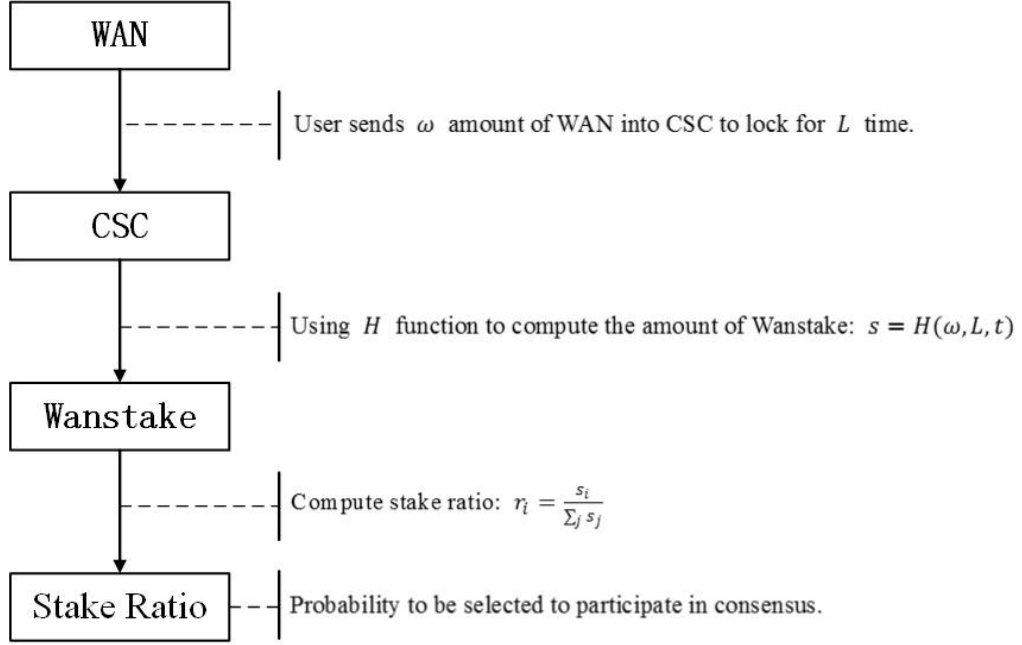 WAN
User sends ω amount of WAN into CSC to lock for L time.
CSC
Using H function to compute the amount of Wanstake: s = H(ω, L, t)
Wanstake
Compute stake ratio: rᵢ = sᵢ / Σⱼ sⱼ
Stake Ratio
Probability to be selected to participate in consensus.